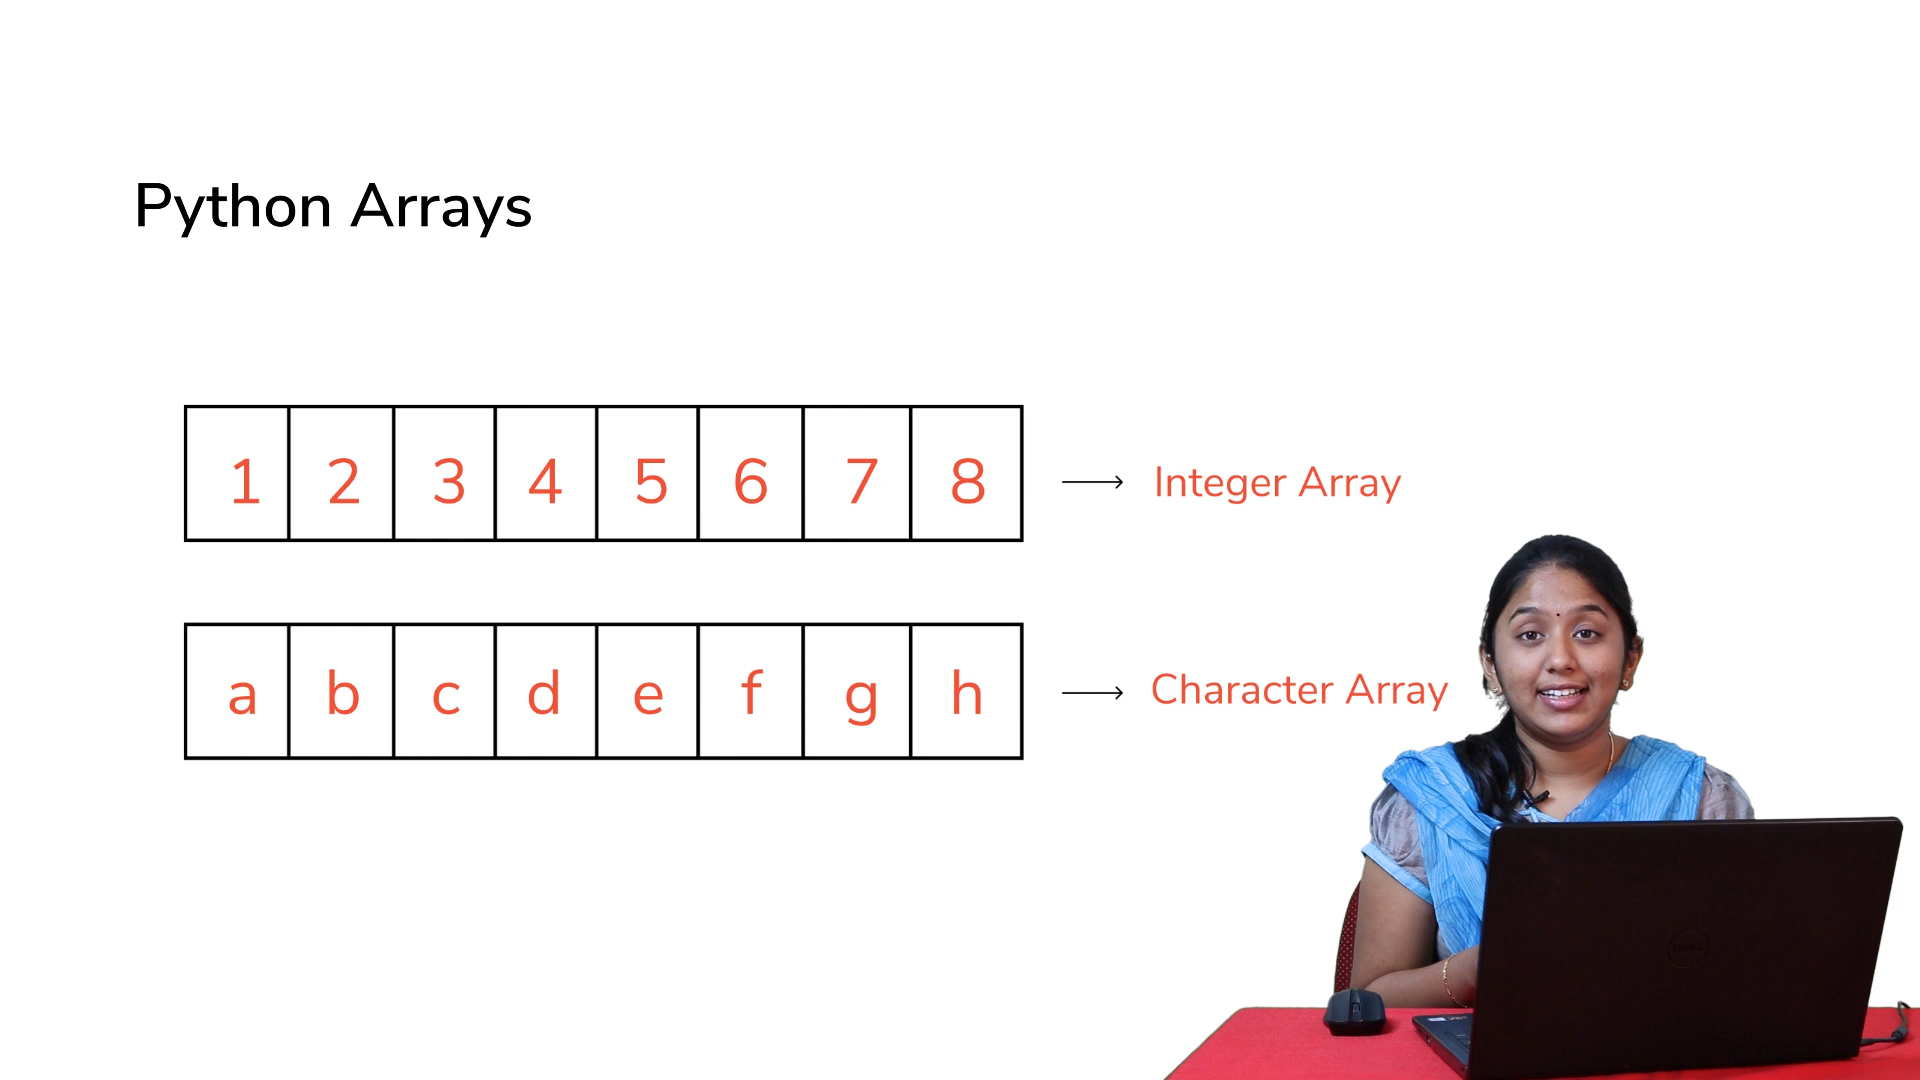 Python Arrays
1 2 3 4 5 6 7 8 Integer Array
a b c d e f g h Character Array